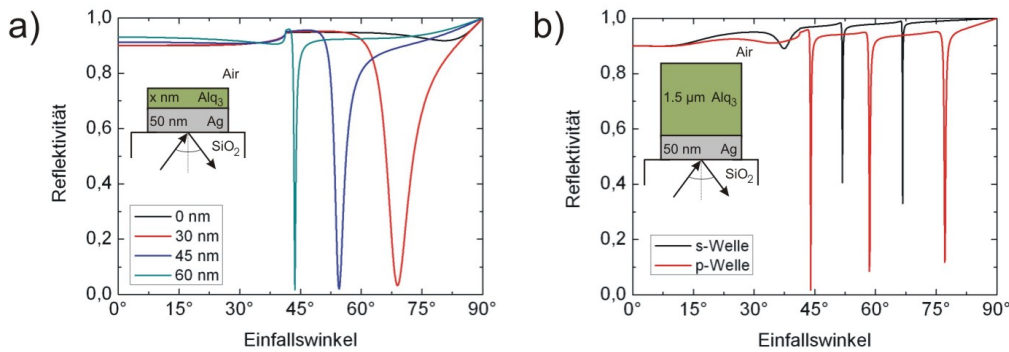 a)
Reflektivität
1,0
0,8
0,6
0,4
0,2
0,0
Air
x nm Alq3
50 nm Ag
SiO2
0 nm
30 nm
45 nm
60 nm
0° 15° 30° 45° 60° 75° 90°
Einfallswinkel
b)
Reflektivität
1,0
0,8
0,6
0,4
0,2
0,0
Air
1.5 µm Alq3
50 nm Ag
SiO2
s-Welle
p-Welle
0° 15° 30° 45° 60° 75° 90°
Einfallswinkel